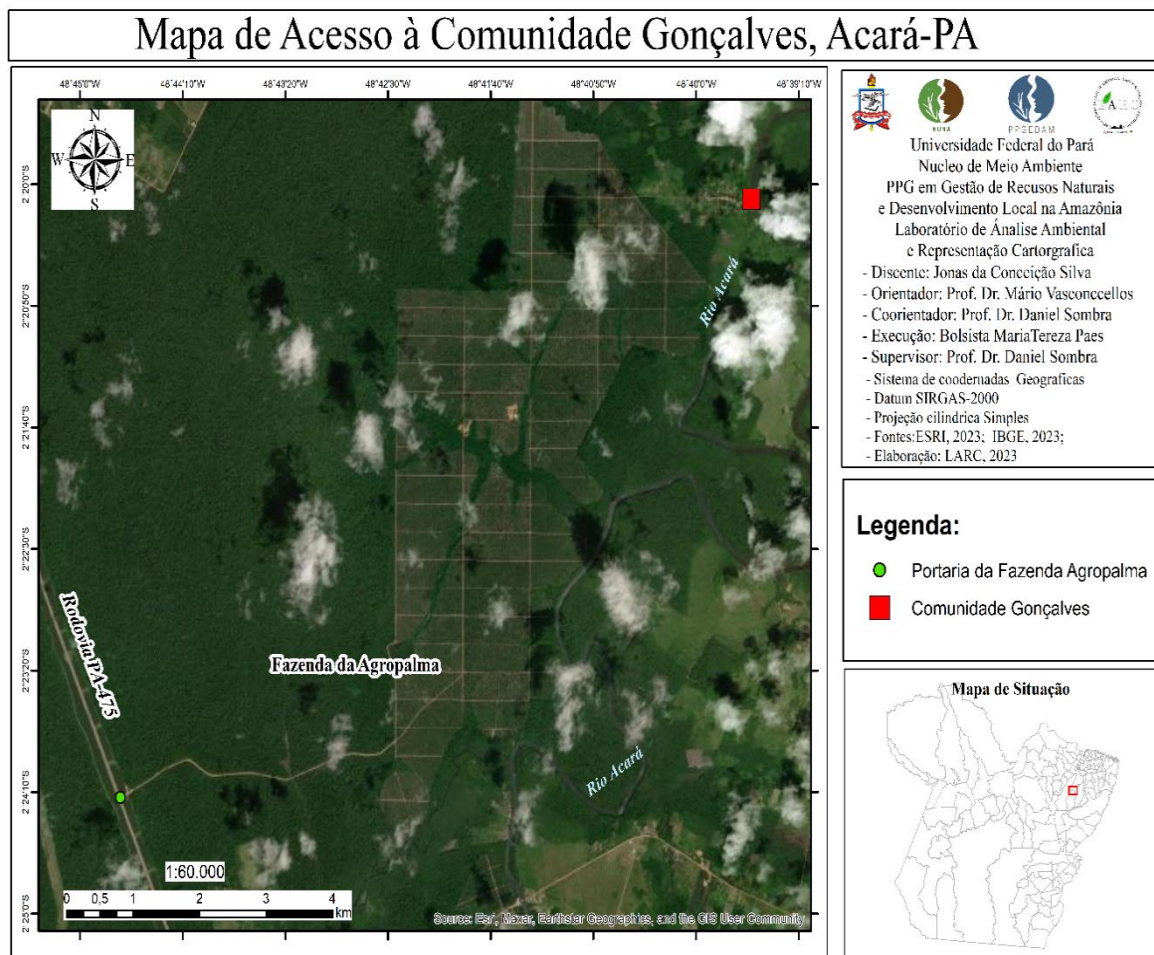 Mapa de Acesso à Comunidade Gonçalves, Acará-PA
48°45'0"W
48°44'10"W
48°43'20"W
48°42'30"W
48°41'40"W
48°40'50"W
48°40'0"W
48°39'10"W
N
W E
S
2°20'0"S
2°20'50"S
2°21'40"S
2°22'30"S
2°23'20"S
2°24'10"S
2°25'0"S
Rio Acará
Rodovia PA-475
Fazenda da Agropalma
Rio Acará
1:60.000
0 0,5 1 2 3 4
km
Source: Esri, Maxar, Earthstar Geographics, and the GIS User Community
NUMA
PPGEDAM
Universidade Federal do Pará
Nucleo de Meio Ambiente
PPG em Gestão de Recusos Naturais
e Desenvolvimento Local na Amazônia
Laboratório de Ánalise Ambiental
e Representação Cartorgrafica
- Discente: Jonas da Conceição Silva
- Orientador: Prof. Dr. Mário Vasconccellos
- Coorientador: Prof. Dr. Daniel Sombra
- Execução: Bolsista MariaTereza Paes
- Supervisor: Prof. Dr. Daniel Sombra
- Sistema de coodernadas Geograficas
- Datum SIRGAS-2000
- Projeção cilindrica Simples
- Fontes:ESRI, 2023; IBGE, 2023;
- Elaboração: LARC, 2023
Legenda:
Portaria da Fazenda Agropalma
Comunidade Gonçalves
Mapa de Situação